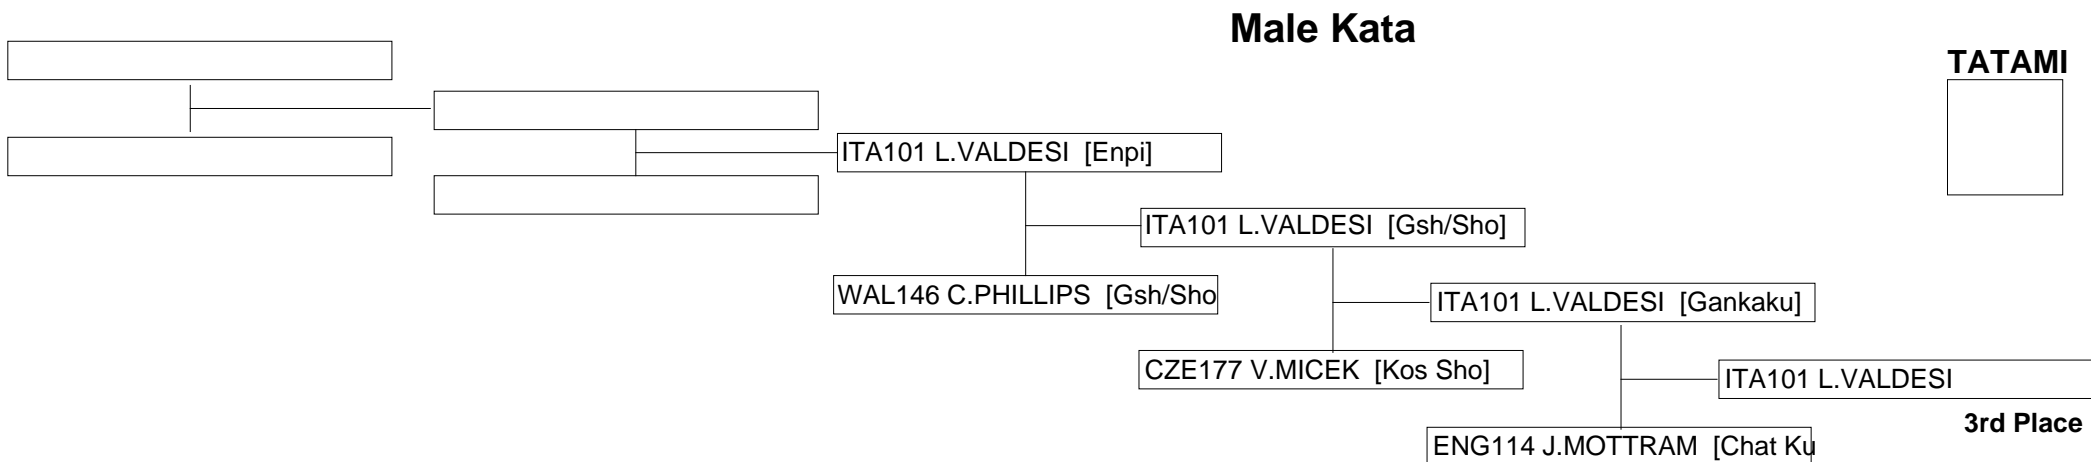 Male Kata
TATAMI
ITA101 L.VALDESI [Enpi]
ITA101 L.VALDESI [Gsh/Sho]
WAL146 C.PHILLIPS [Gsh/Sho
ITA101 L.VALDESI [Gankaku]
CZE177 V.MICEK [Kos Sho]
ITA101 L.VALDESI
3rd Place
ENG114 J.MOTTRAM [Chat Ku